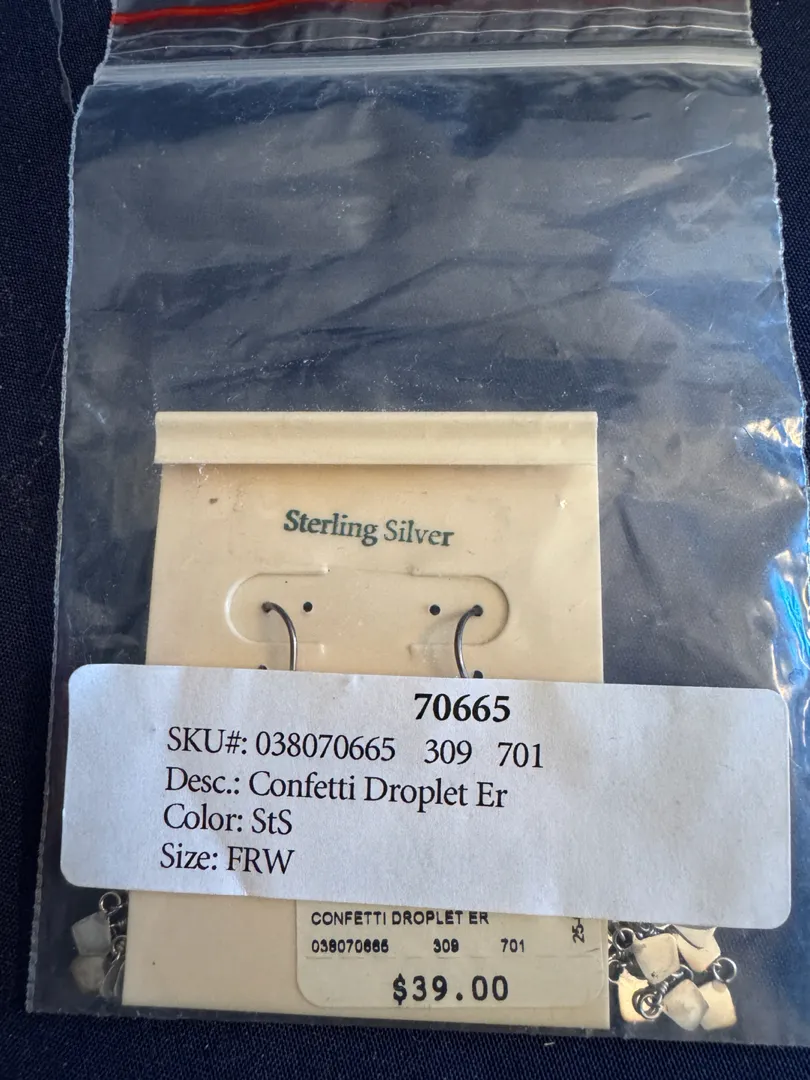 Sterling Silver
70665
SKU#: 038070665 309 701
Desc.: Confetti Droplet Er
Color: StS
Size: FRW
CONFETTI DROPLET ER
038070665 309 701
$39.00